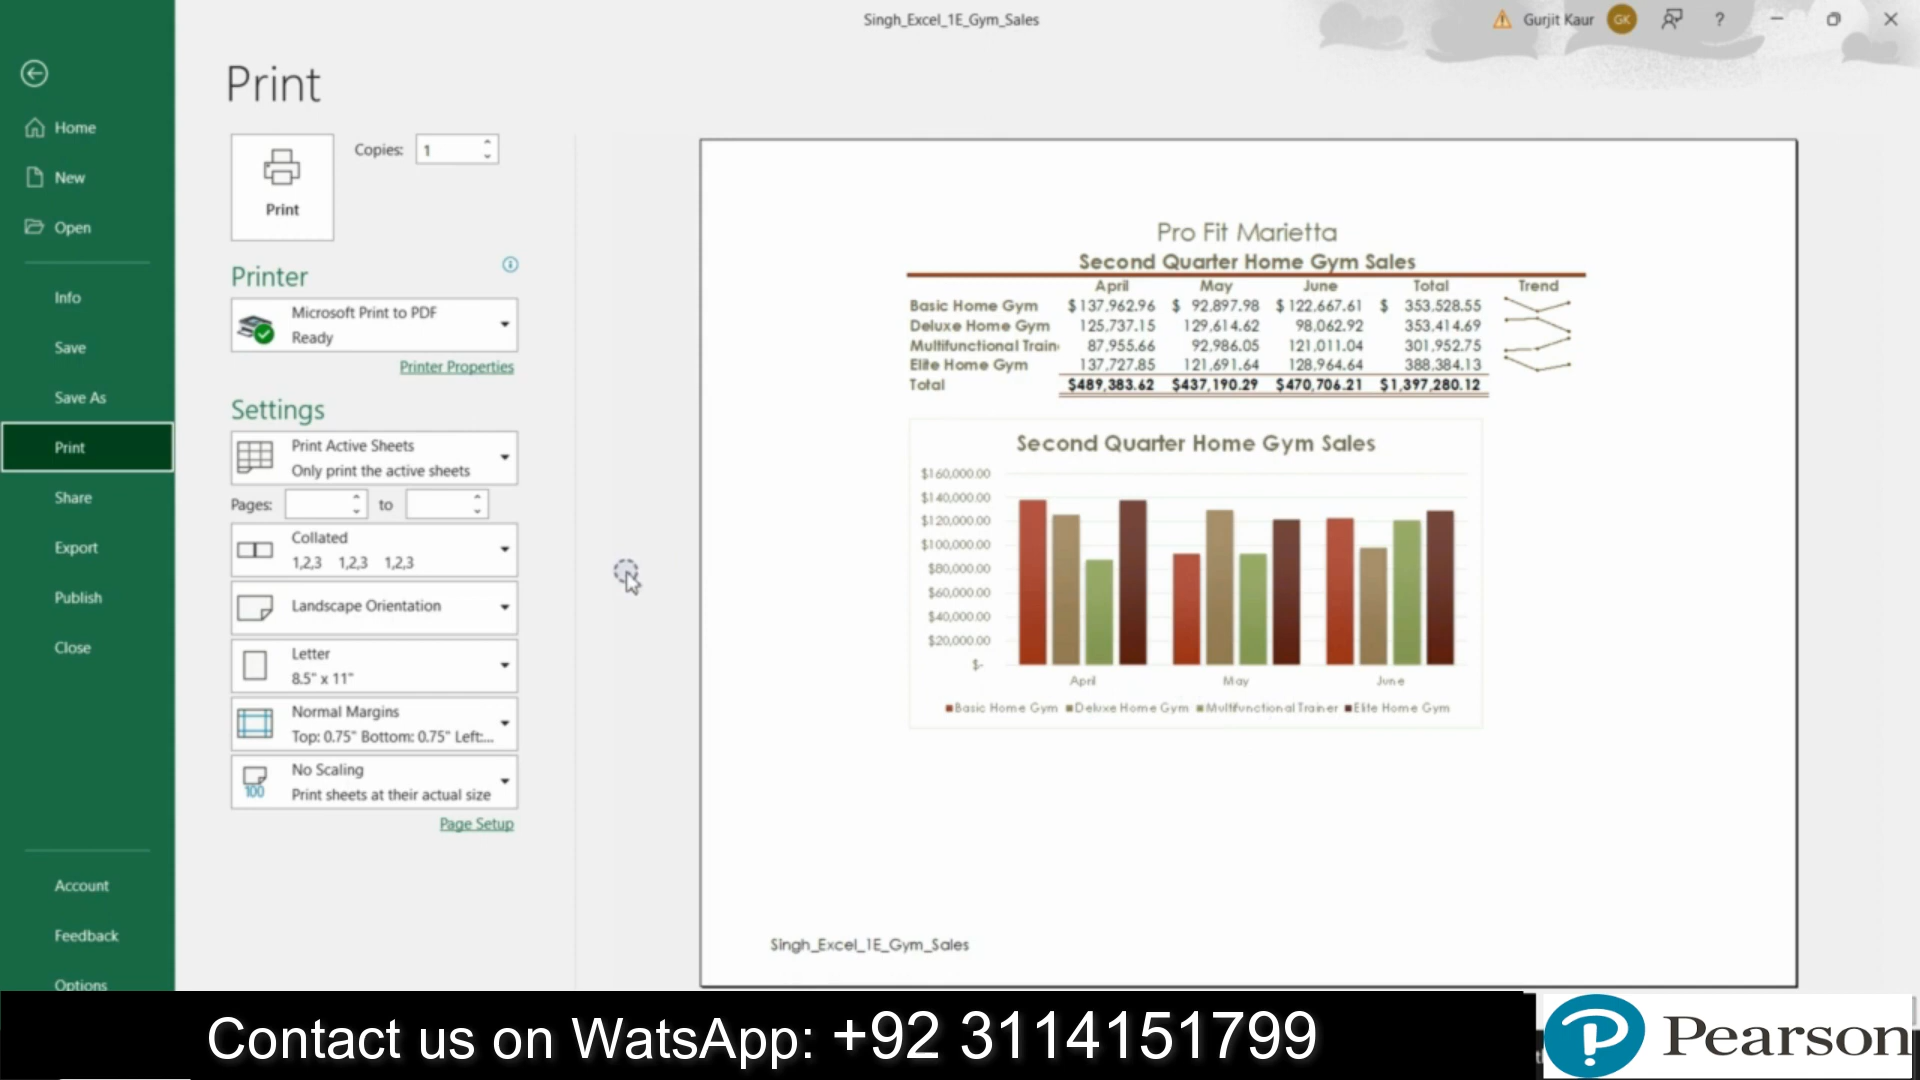 Singh_Excel_1E_Gym_Sales
Gurjit Kaur GK ?
Print
Home
New
Open
Info
Save
Save As
Print
Share
Export
Publish
Close
Account
Feedback
Options
Copies: 1
Print
Printer
Microsoft Print to PDF
Ready
Printer Properties
Settings
Print Active Sheets
Only print the active sheets
Pages: to
Collated
1,2,3 1,2,3 1,2,3
Landscape Orientation
Letter
8.5" x 11"
Normal Margins
Top: 0.75" Bottom: 0.75" Left:...
No Scaling
100
Print sheets at their actual size
Page Setup
Pro Fit Marietta
Second Quarter Home Gym Sales
April May June Total Trend
Basic Home Gym $137,962.96 $ 92,897.98 $122,667.61 $ 353,528.55
Deluxe Home Gym 125,737.15 129,614.62 98,062.92 353,414.69
Multifunctional Train 87,955.66 92,986.05 121,011.04 301,952.75
Elite Home Gym 137,727.85 121,691.64 128,964.64 388,384.13
Total $489,383.62 $437,190.29 $470,706.21 $1,397,280.12
Second Quarter Home Gym Sales
$160,000.00
$140,000.00
$120,000.00
$100,000.00
$80,000.00
$60,000.00
$40,000.00
$20,000.00
$-
April May June
Basic Home Gym Deluxe Home Gym Multifunctional Trainer Elite Home Gym
Singh_Excel_1E_Gym_Sales
Contact us on WatsApp: +92 3114151799
Pearson